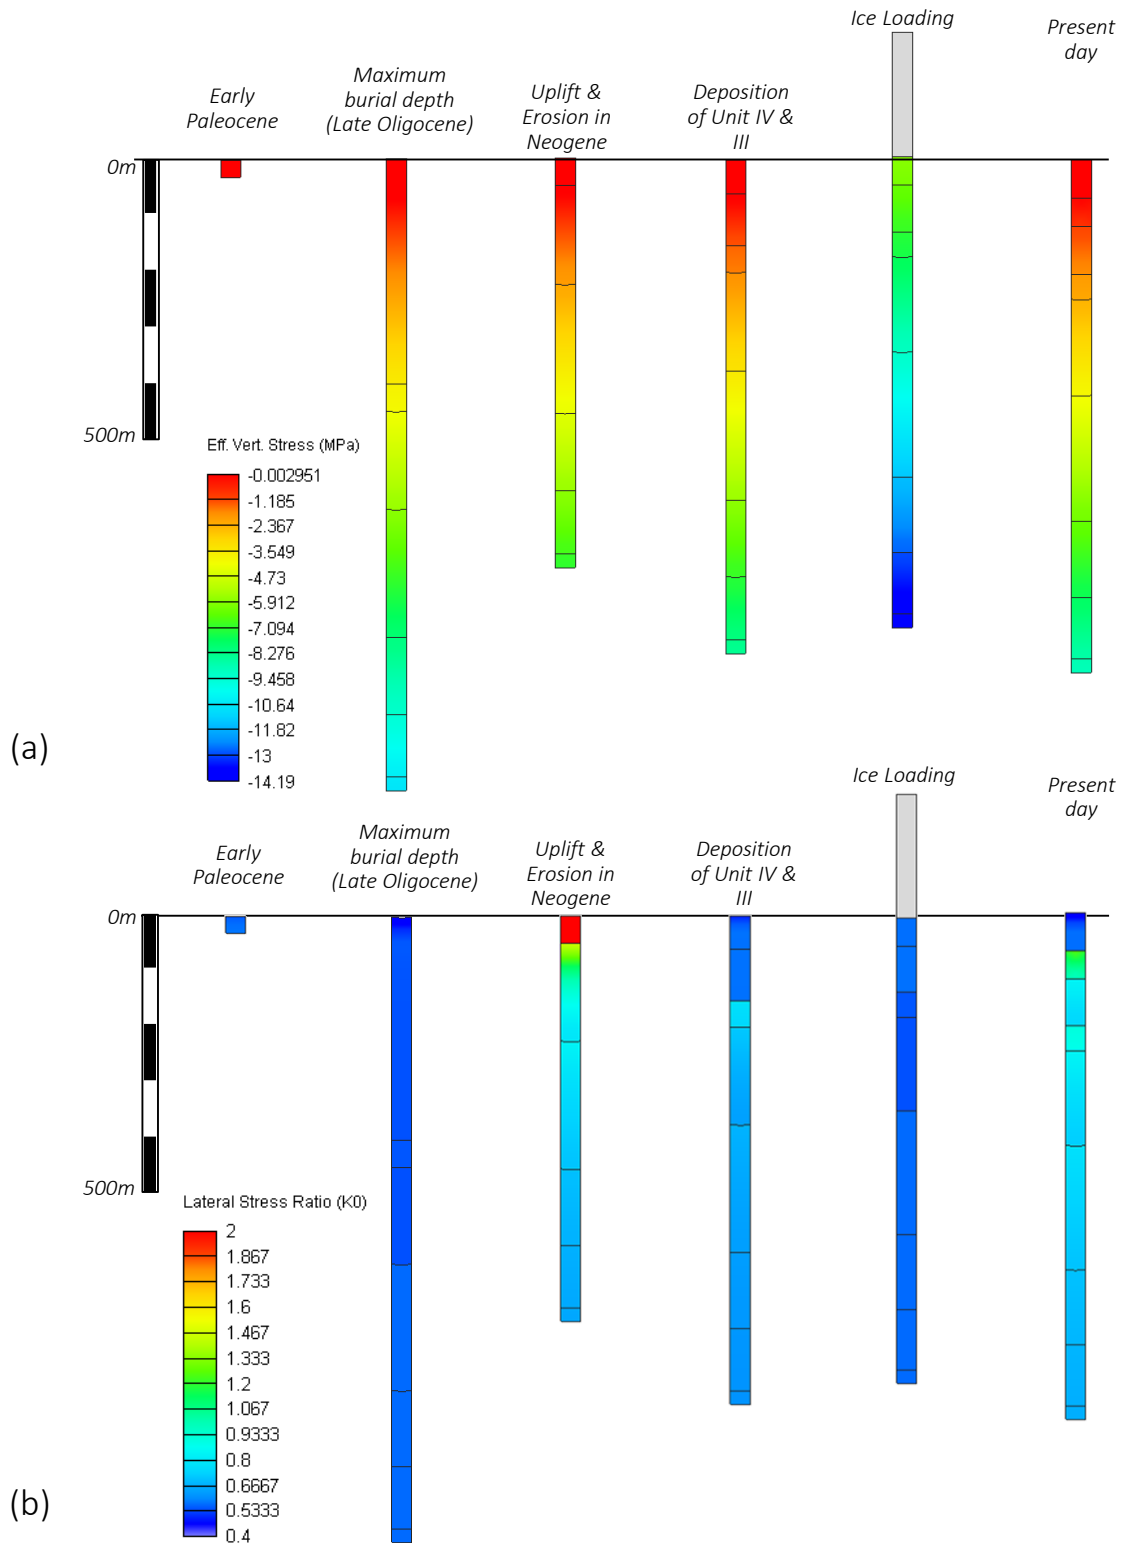 Ice Loading
Present
day
Maximum
burial depth
(Late Oligocene)
Early
Paleocene
Uplift &
Erosion in
Neogene
Deposition
of Unit IV &
III
0m
500m
Eff. Vert. Stress (MPa)
-0.002951
-1.185
-2.367
-3.549
-4.73
-5.912
-7.094
-8.276
-9.458
-10.64
-11.82
-13
-14.19
(a)
Ice Loading
Present
day
Maximum
burial depth
(Late Oligocene)
Early
Paleocene
Uplift &
Erosion in
Neogene
Deposition
of Unit IV &
III
0m
500m
Lateral Stress Ratio (K0)
2
1.867
1.733
1.6
1.467
1.333
1.2
1.067
0.9333
0.8
0.6667
0.5333
0.4
(b)